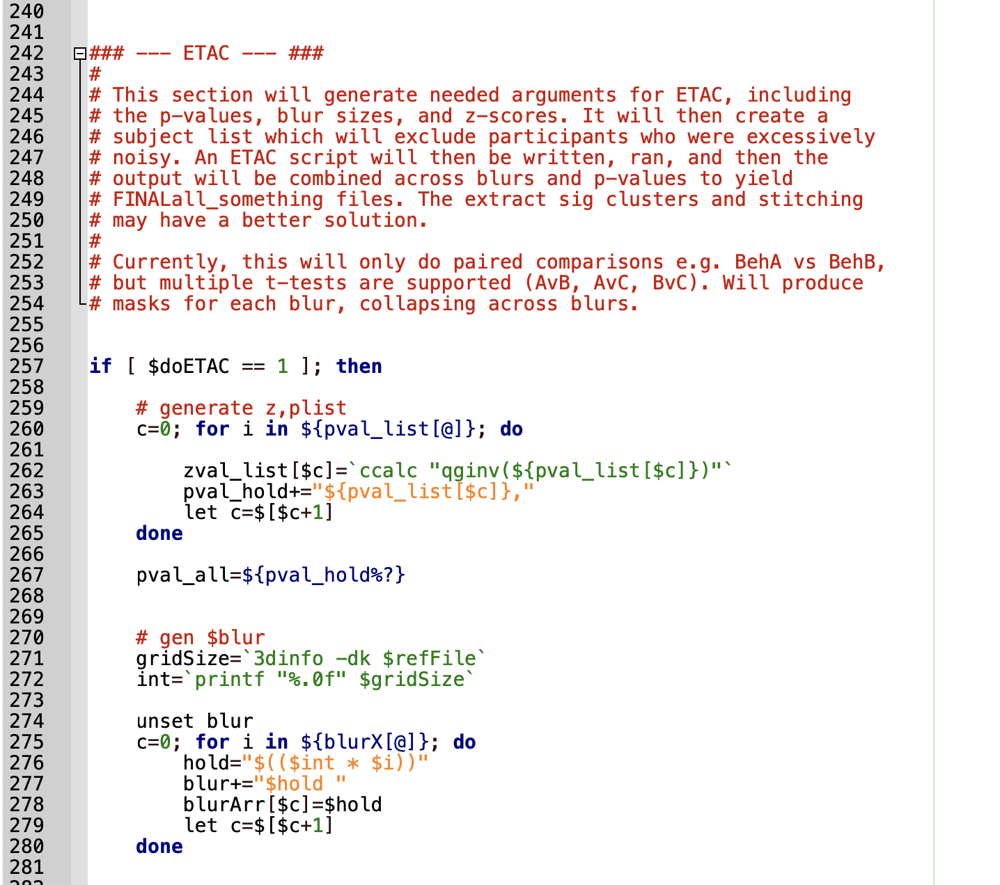 240
241
242 ### --- ETAC --- ###
243 #
244 # This section will generate needed arguments for ETAC, including
245 # the p-values, blur sizes, and z-scores. It will then create a
246 # subject list which will exclude participants who were excessively
247 # noisy. An ETAC script will then be written, ran, and then the
248 # output will be combined across blurs and p-values to yield
249 # FINALall_something files. The extract sig clusters and stitching
250 # may have a better solution.
251 #
252 # Currently, this will only do paired comparisons e.g. BehA vs BehB,
253 # but multiple t-tests are supported (AvB, AvC, BvC). Will produce
254 # masks for each blur, collapsing across blurs.
255
256
257 if [ $doETAC == 1 ]; then
258
259     # generate z,plist
260     c=0; for i in ${pval_list[@]}; do
261
262         zval_list[$c]=`ccalc "qginv(${pval_list[$c]})"`
263         pval_hold+="${pval_list[$c]},"
264         let c=$[$c+1]
265     done
266
267     pval_all=${pval_hold%?}
268
269
270     # gen $blur
271     gridSize=`3dinfo -dk $refFile`
272     int=`printf "%.0f" $gridSize`
273
274     unset blur
275     c=0; for i in ${blurX[@]}; do
276         hold="$(($int * $i))"
277         blur+="$hold "
278         blurArr[$c]=$hold
279         let c=$[$c+1]
280     done
281